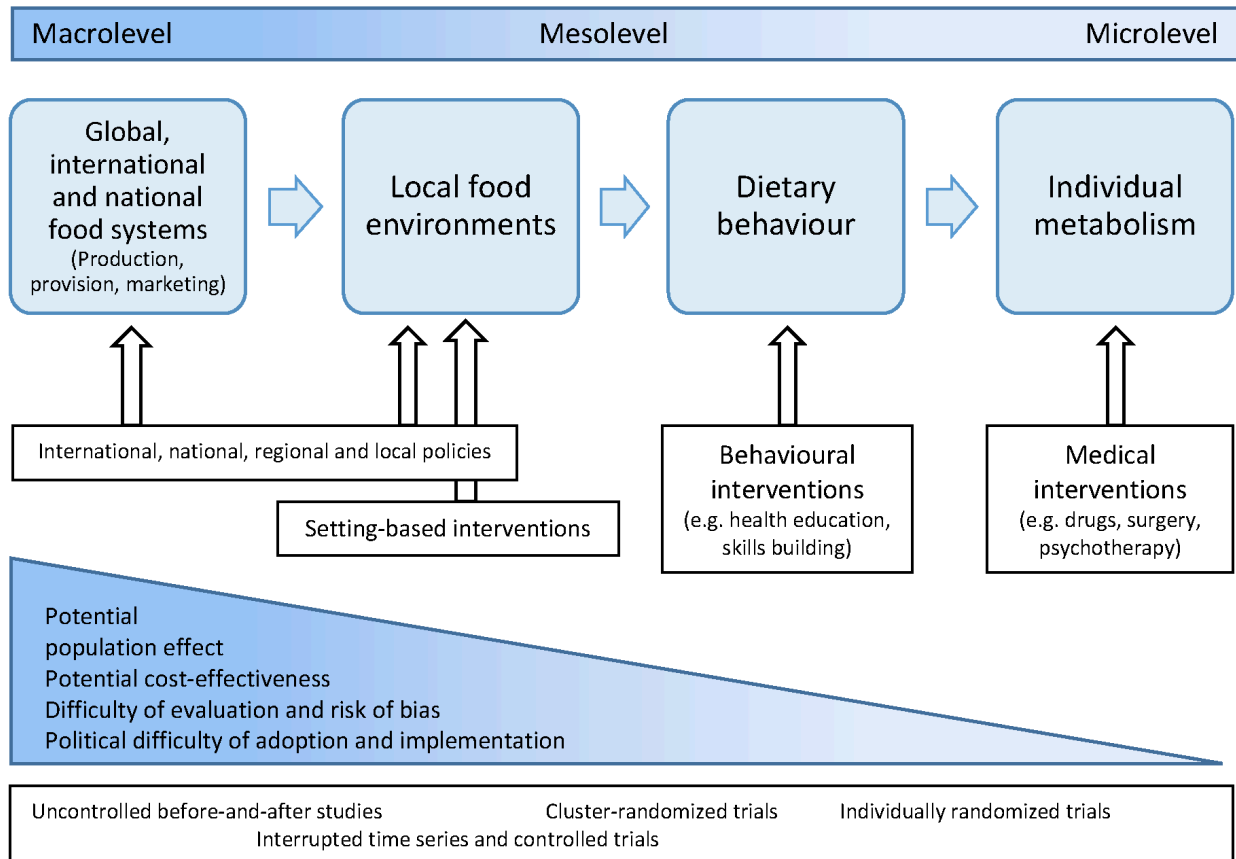 Macrolevel
Mesolevel
Microlevel
Global,
international
and national
food systems
(Production,
provision, marketing)
Local food
environments
Dietary
behaviour
Individual
metabolism
International, national, regional and local policies
Setting-based interventions
Behavioural
interventions
(e.g. health education,
skills building)
Medical
interventions
(e.g. drugs, surgery,
psychotherapy)
Potential
population effect
Potential cost-effectiveness
Difficulty of evaluation and risk of bias
Political difficulty of adoption and implementation
Uncontrolled before-and-after studies
Cluster-randomized trials
Individually randomized trials
Interrupted time series and controlled trials